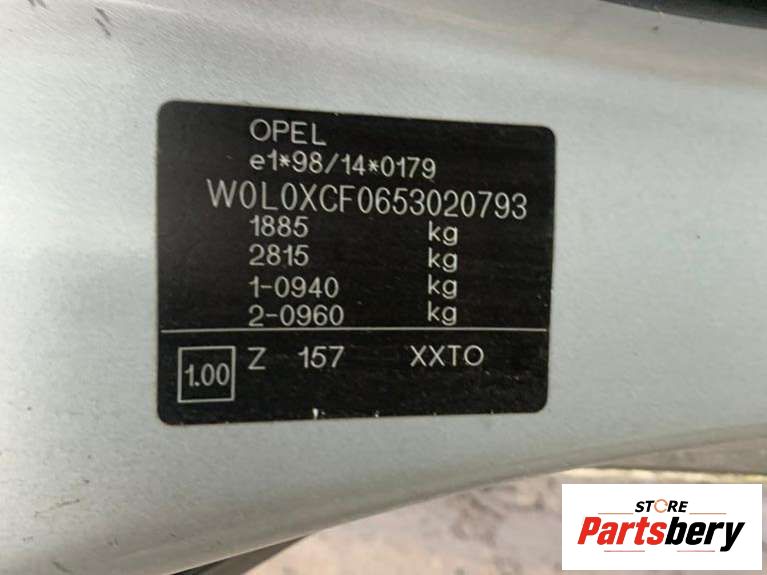 OPEL
e1*98/14*0179
W0L0XCF0653020793
1885 kg
2815 kg
1-0940 kg
2-0960 kg
1.00 Z 157 XXTO
STORE
Partsbery